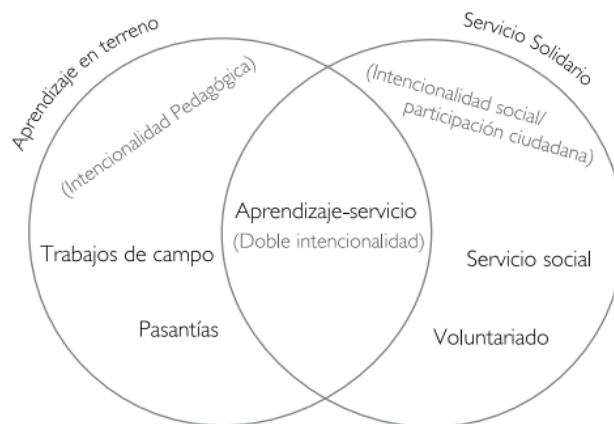 Aprendizaje en terreno
(Intencionalidad Pedagógica)
Servicio Solidario
(Intencionalidad social/
participación ciudadana)
Aprendizaje-servicio
(Doble intencionalidad)
Trabajos de campo
Pasantías
Servicio social
Voluntariado